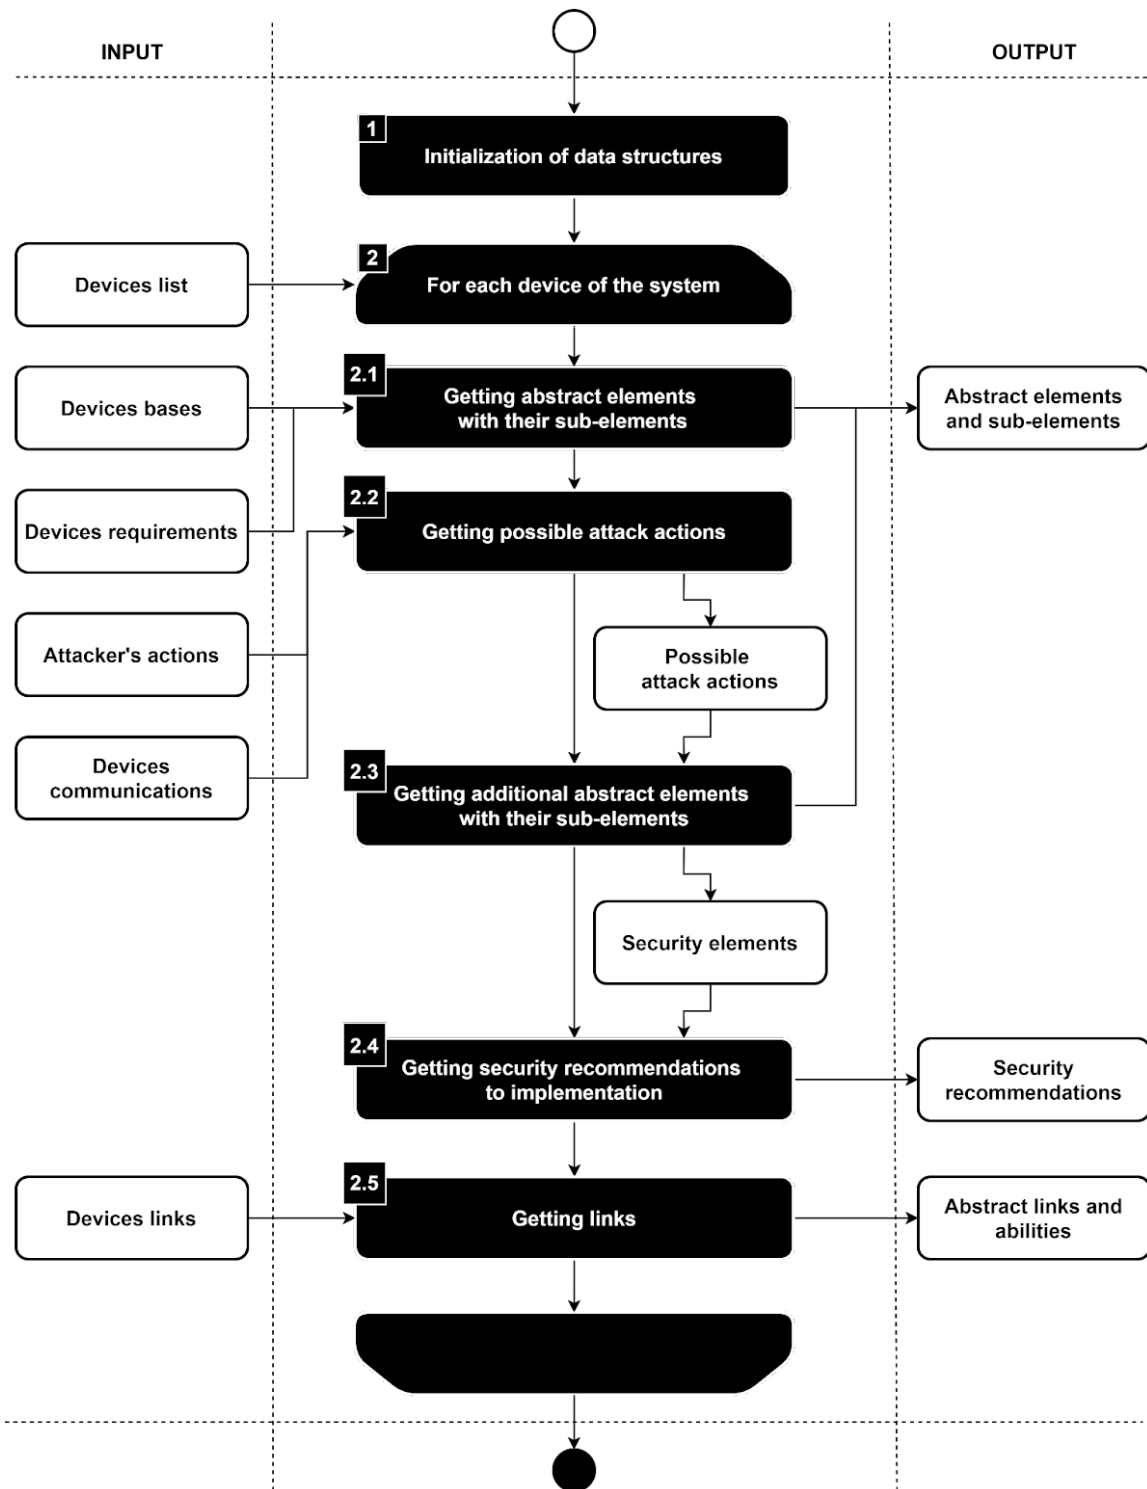 INPUT
OUTPUT
1
Initialization of data structures
2
Devices list
For each device of the system
2.1
Devices bases
Getting abstract elements
with their sub-elements
Abstract elements
and sub-elements
2.2
Devices requirements
Getting possible attack actions
Attacker's actions
Possible
attack actions
Devices
communications
2.3
Getting additional abstract elements
with their sub-elements
Security elements
2.4
Getting security recommendations
to implementation
Security
recommendations
2.5
Devices links
Getting links
Abstract links and
abilities